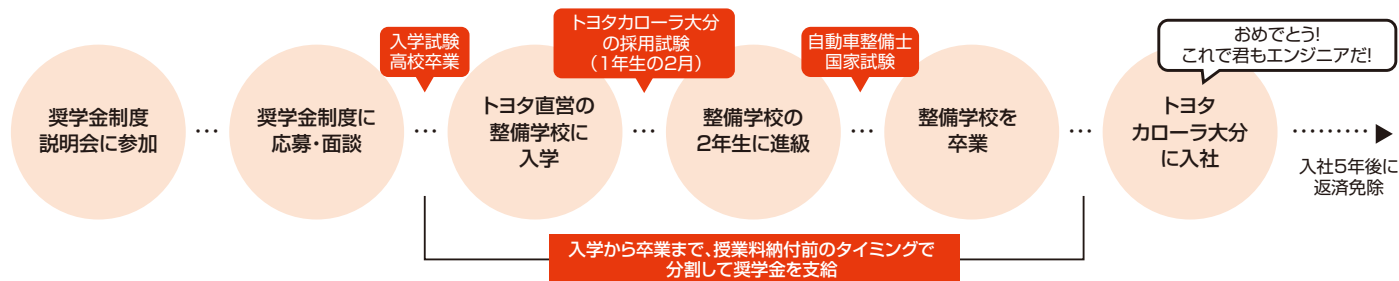 奨学金制度
説明会に参加
…
奨学金制度に
応募・面談
…
入学試験
高校卒業
トヨタ直営の
整備学校に
入学
…
トヨタカローラ大分
の採用試験
（1年生の2月）
整備学校の
2年生に進級
…
自動車整備士
国家試験
整備学校を
卒業
…
おめでとう!
これで君もエンジニアだ!
トヨタ
カローラ大分
に入社
入社5年後に
返済免除
入学から卒業まで、授業料納付前のタイミングで
分割して奨学金を支給